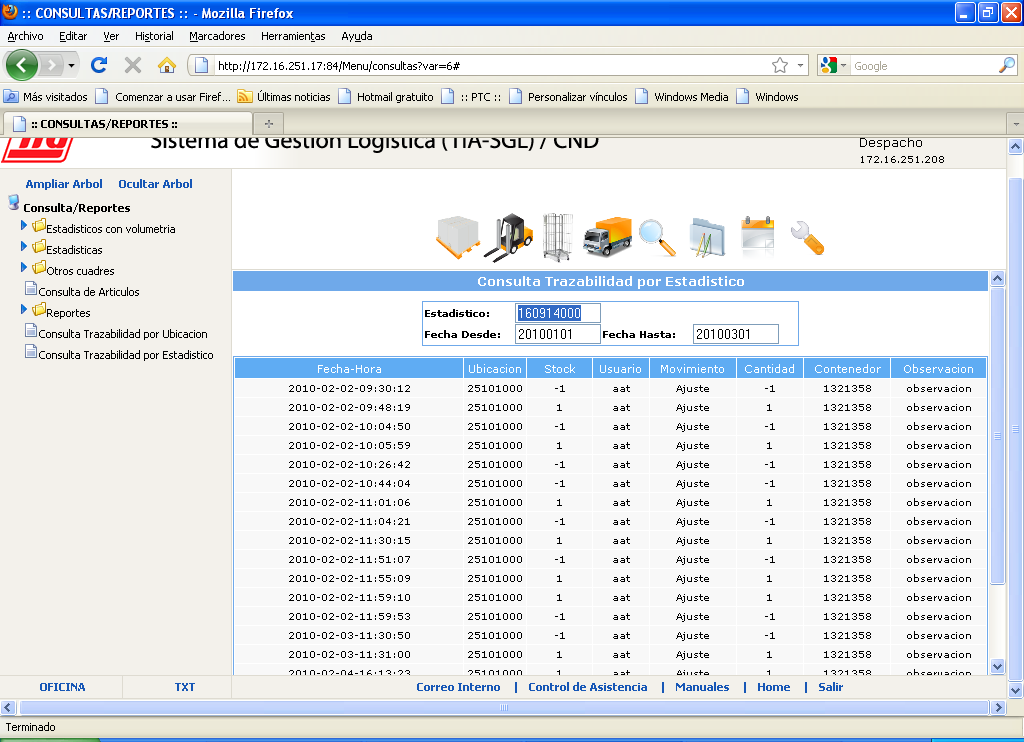 :: CONSULTAS/REPORTES :: - Mozilla Firefox
Archivo Editar Ver Historial Marcadores Herramientas Ayuda
http://172.16.251.17:84/Menu/consultas?var=6# Google
Más visitados Comenzar a usar Firef... Últimas noticias Hotmail gratuito :: PTC :: Personalizar vínculos Windows Media Windows
:: CONSULTAS/REPORTES ::
Sistema de Gestión Logística (TIA-SGL) / CND
Despacho
172.16.251.208
Ampliar Arbol Ocultar Arbol
Consulta/Reportes
Estadisticos con volumetria
Estadisticas
Otros cuadres
Consulta de Articulos
Reportes
Consulta Trazabilidad por Ubicacion
Consulta Trazabilidad por Estadistico
Consulta Trazabilidad por Estadistico
Estadistico: 160914000
Fecha Desde: 20100101 Fecha Hasta: 20100301
Fecha-Hora Ubicacion Stock Usuario Movimiento Cantidad Contenedor Observacion
2010-02-02-09:30:12 25101000 -1 aat Ajuste -1 1321358 observacion
2010-02-02-09:48:19 25101000 1 aat Ajuste 1 1321358 observacion
2010-02-02-10:04:50 25101000 -1 aat Ajuste -1 1321358 observacion
2010-02-02-10:05:59 25101000 1 aat Ajuste 1 1321358 observacion
2010-02-02-10:26:42 25101000 -1 aat Ajuste -1 1321358 observacion
2010-02-02-10:44:04 25101000 -1 aat Ajuste -1 1321358 observacion
2010-02-02-11:01:06 25101000 1 aat Ajuste 1 1321358 observacion
2010-02-02-11:04:21 25101000 -1 aat Ajuste -1 1321358 observacion
2010-02-02-11:30:15 25101000 1 aat Ajuste 1 1321358 observacion
2010-02-02-11:51:07 25101000 -1 aat Ajuste -1 1321358 observacion
2010-02-02-11:55:09 25101000 1 aat Ajuste 1 1321358 observacion
2010-02-02-11:59:10 25101000 1 aat Ajuste 1 1321358 observacion
2010-02-02-11:59:53 25101000 -1 aat Ajuste -1 1321358 observacion
2010-02-03-11:30:50 25101000 -1 aat Ajuste -1 1321358 observacion
2010-02-03-11:31:00 25101000 1 aat Ajuste 1 1321358 observacion
2010-02-04-16:13:23 25101000 1 aat Ajuste 1 1321358 observacion
OFICINA TXT Correo Interno | Control de Asistencia | Manuales | Home | Salir
Terminado